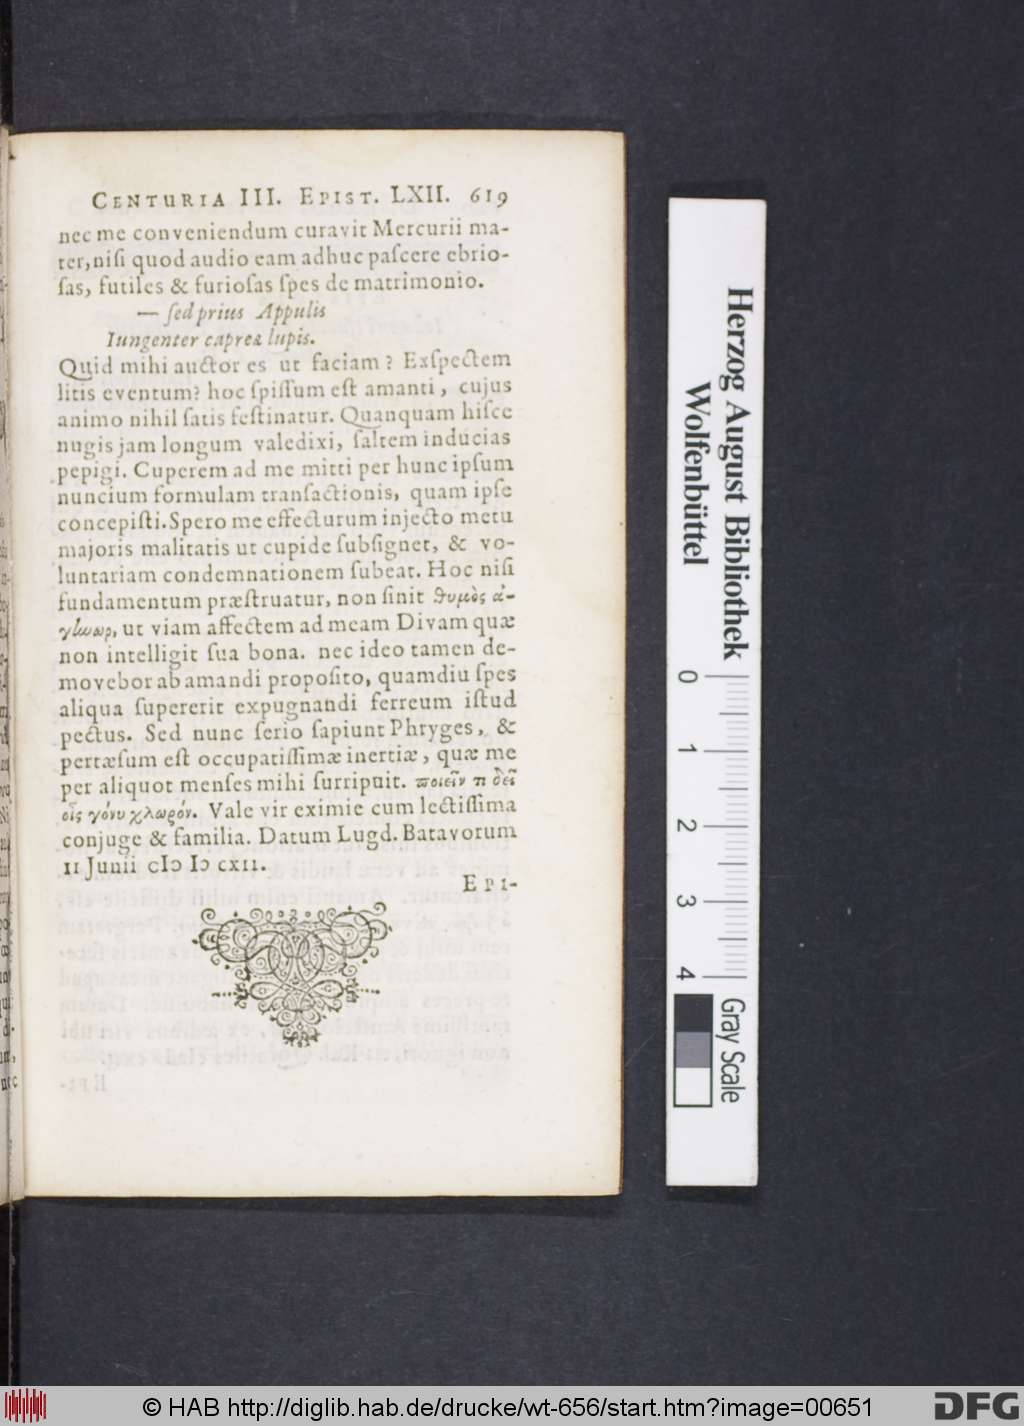 CENTURIA III. EPIST. LXII. 619
nec me conveniendum curavit Mercurii ma-
ter, nisi quod audio eam adhuc pascere ebrio-
sas, futiles & furiosas spes de matrimonio.
— sed prius Appulis
Iungenter capreæ lupis.
Quid mihi auctor es ut faciam? Exspectem
litis eventum? hoc spissum est amanti, cujus
animo nihil satis festinatur. Quanquam hisce
nugis jam longum valedixi, saltem inducias
pepigi. Cuperem ad me mitti per hunc ipsum
nuncium formulam transactionis, quam ipse
concepisti. Spero me effecturum injecto metu
majoris malitatis ut cupide subsignet, & vo-
luntariam condemnationem subeat. Hoc nisi
fundamentum præstruatur, non sinit θυμὸς ἀ-
γήνωρ, ut viam affectem ad meam Divam quæ
non intelligit sua bona. nec ideo tamen de-
movebor ab amandi proposito, quamdiu spes
aliqua supererit expugnandi ferreum istud
pectus. Sed nunc serio sapiunt Phryges, &
pertæsum est occupatissimæ inertiæ, quæ me
per aliquot menses mihi surripuit. ποιεῖν τι δεῖ
οἷς γόνυ χλωρόν. Vale vir eximie cum lectissima
conjuge & familia. Datum Lugd. Batavorum
11 Junii cIↃ IↃ cxII.
EPI-
Herzog August Bibliothek
Wolfenbüttel
0 1 2 3 4
Gray Scale
© HAB http://diglib.hab.de/drucke/wt-656/start.htm?image=00651
DFG